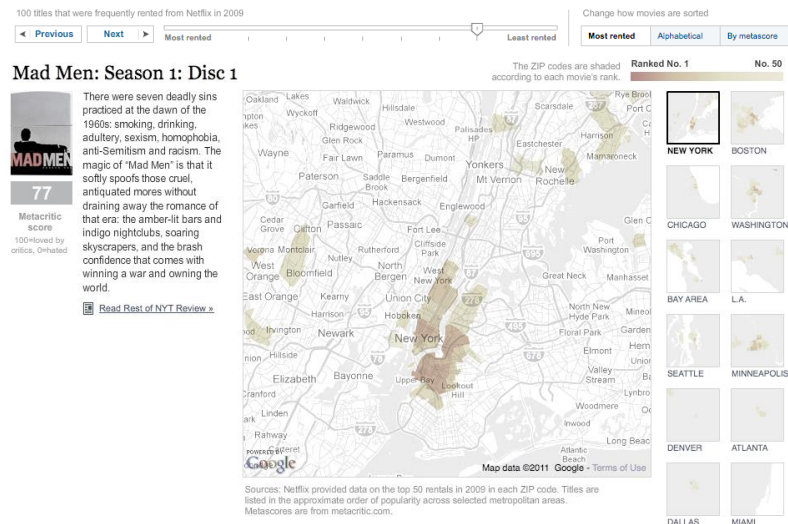 100 titles that were frequently rented from Netflix in 2009
Change how movies are sorted
Previous
Next
Most rented
Least rented
Most rented
Alphabetical
By metascore
Mad Men: Season 1: Disc 1
The ZIP codes are shaded
according to each movie's rank.
Ranked No. 1
No. 50
MADMEN
77
Metacritic
score
100=loved by
critics, 0=hated
There were seven deadly sins
practiced at the dawn of the
1960s: smoking, drinking,
adultery, sexism, homophobia,
anti-Semitism and racism. The
magic of “Mad Men” is that it
softly spoofs those cruel,
antiquated mores without
draining away the romance of
that era: the amber-lit bars and
indigo nightclubs, soaring
skyscrapers, and the brash
confidence that comes with
winning a war and owning the
world.
Read Rest of NYT Review »
Oakland
Lakes
Waldwick
Hillsdale
Scarsdale
Rye Brook
Port C
Wyckoff
Westwood
Palisades
HP
Ridgewood
Glen Rock
Eastchester
Harrison
Mamaroneck
Wayne
Fair Lawn
Paramus
Dumont
Yonkers
New
Rochelle
Paterson
Saddle
Brook
Bergenfield
Mt Vernon
Garfield
Hackensack
Englewood
Cedar
Grove
Clifton
Passaic
Fort Lee
Glen C
Verona
Montclair
Rutherford
Cliffside
Park
Port
Washington
Nutley
West
Orange
Bloomfield
North
Bergen
West
New York
Great Neck
Manhasset
East Orange
Kearny
Union City
Harrison
Hoboken
North New
Hyde Park
Mineol
Irvington
Newark
New York
Floral Park
Garden
Hillside
Elmont
Hem
Union
Elizabeth
Bayonne
Upper Bay
Lookout
Hill
Valley
Stream
Cranford
Lynbro
Woodmere
Linden
Inwood
Rahway
Long Beac
Carteret
Atlantic
Beach
POWERED BY
Google
Map data ©2011 Google - Terms of Use
NEW YORK
BOSTON
CHICAGO
WASHINGTON
BAY AREA
L.A.
SEATTLE
MINNEAPOLIS
DENVER
ATLANTA
DALLAS
MIAMI
Sources: Netflix provided data on the top 50 rentals in 2009 in each ZIP code. Titles are
listed in the approximate order of popularity across selected metropolitan areas.
Metascores are from metacritic.com.